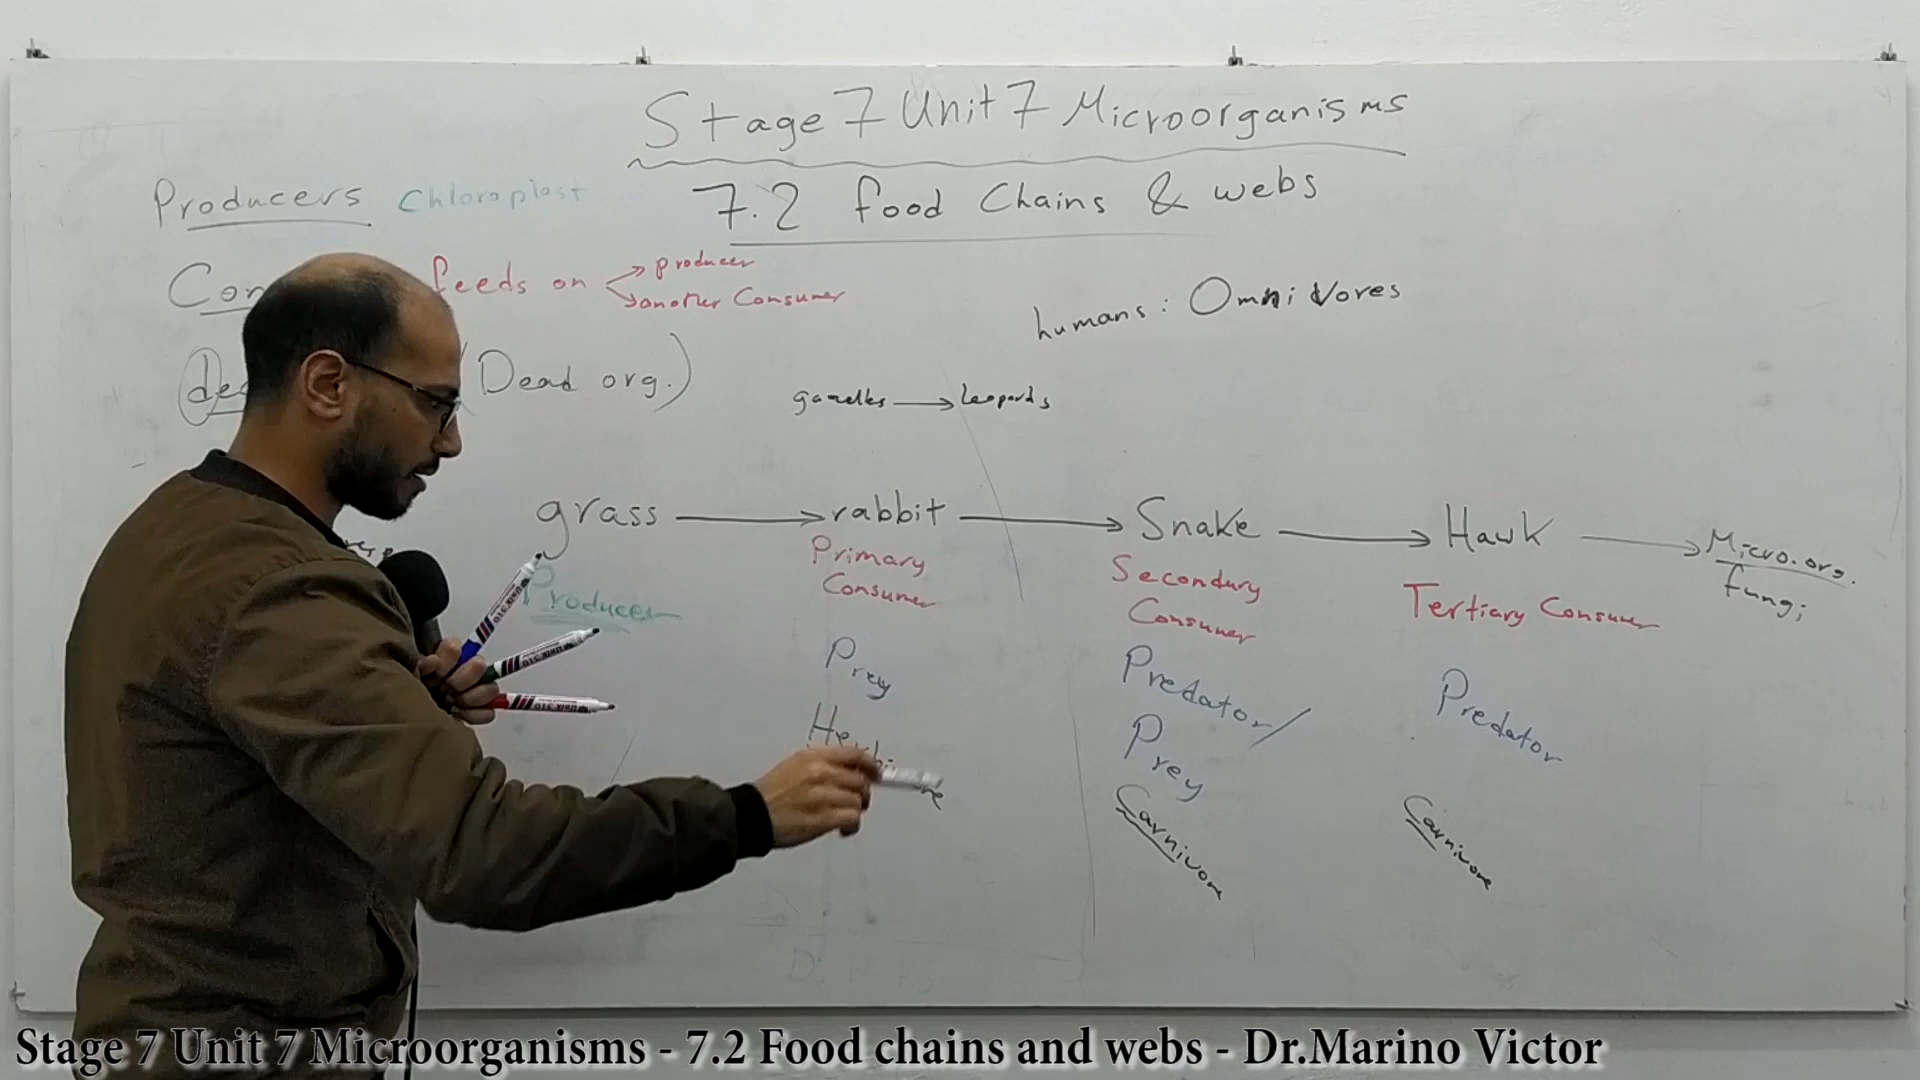 Stage 7 Unit 7 Microorganisms
Producers Chloroplast
7.2 food Chains & webs
Con feeds on producer
another Consumer
humans: Omnivores
dec (Dead org.)
gazelles → leopards
grass → rabbit → Snake → Hawk → Micro.org.
fungi
Producer
Primary Consumer
Secondary Consumer
Tertiary Consumer
Prey
Predator/
Prey
Predator
Carnivore
Carnivore
Stage 7 Unit 7 Microorganisms - 7.2 Food chains and webs - Dr.Marino Victor